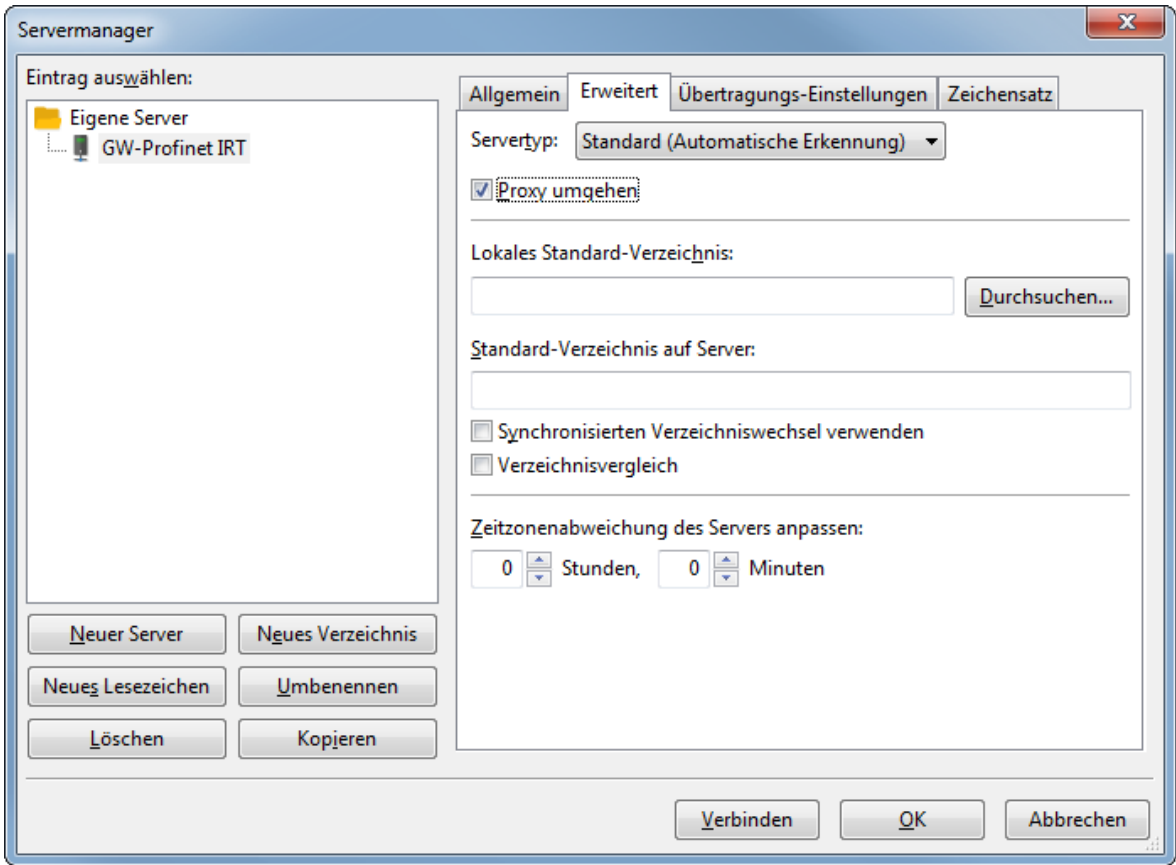 Servermanager
Eintrag auswählen:
Eigene Server
GW-Profinet IRT
Neuer Server
Neues Verzeichnis
Neues Lesezeichen
Umbenennen
Löschen
Kopieren
Allgemein
Erweitert
Übertragungs-Einstellungen
Zeichensatz
Servertyp:
Standard (Automatische Erkennung)
Proxy umgehen
Lokales Standard-Verzeichnis:
Durchsuchen...
Standard-Verzeichnis auf Server:
Synchronisierten Verzeichniswechsel verwenden
Verzeichnisvergleich
Zeitzonenabweichung des Servers anpassen:
0 Stunden, 0 Minuten
Verbinden
OK
Abbrechen